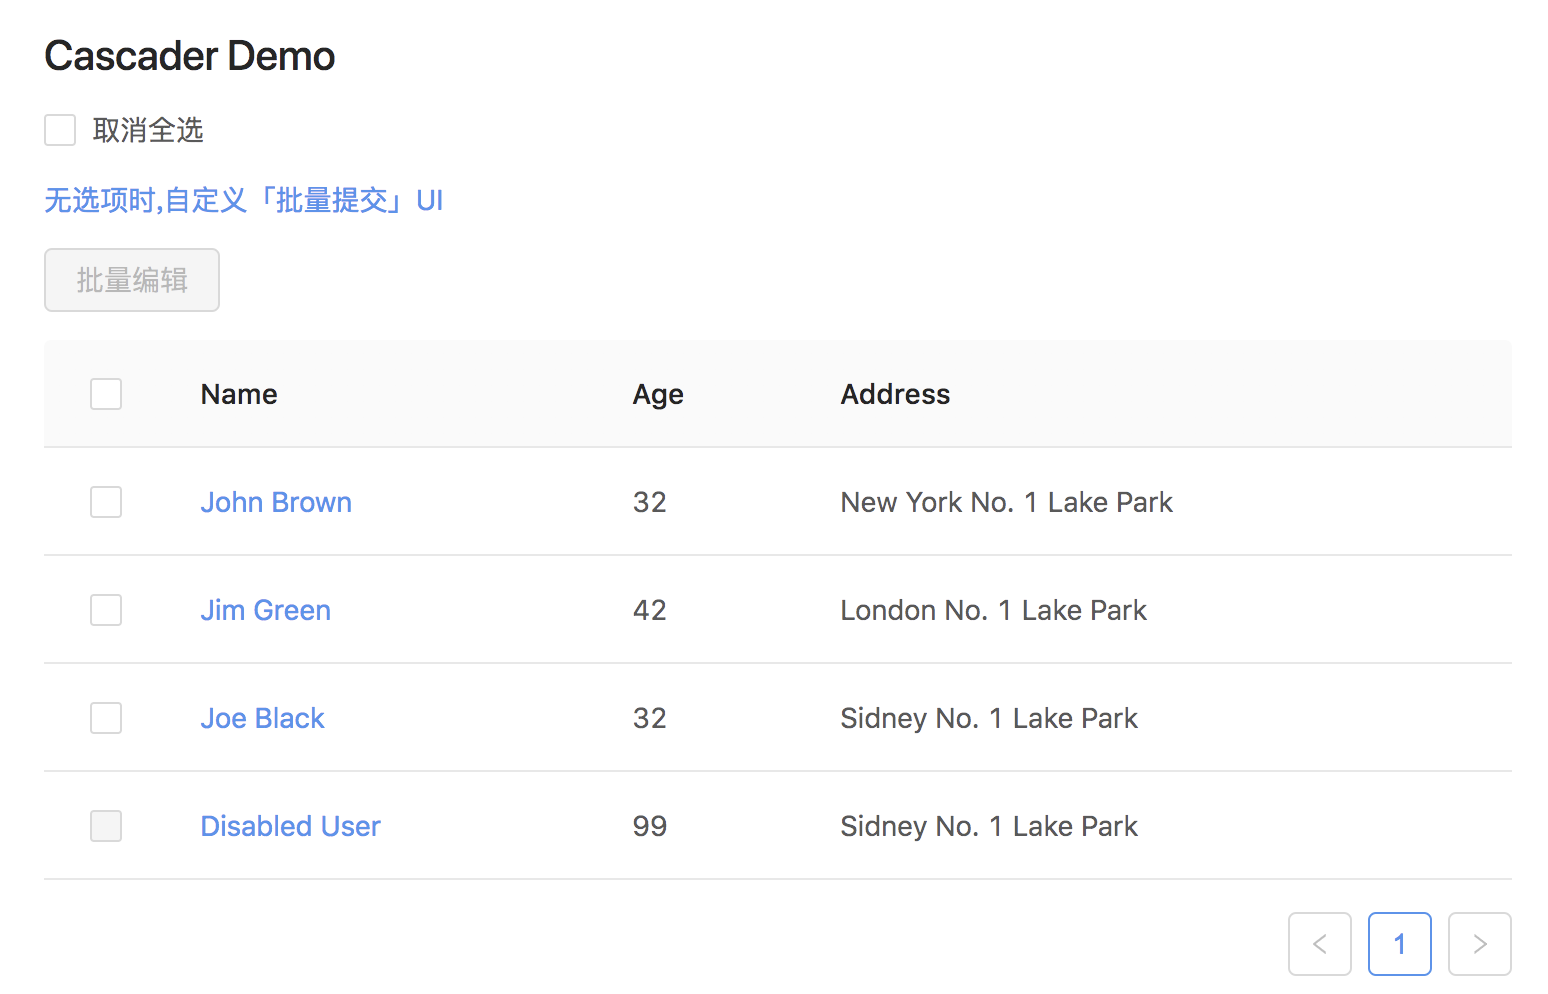 Cascader Demo
取消全选
无选项时,自定义「批量提交」UI
批量编辑
Name Age Address
John Brown 32 New York No. 1 Lake Park
Jim Green 42 London No. 1 Lake Park
Joe Black 32 Sidney No. 1 Lake Park
Disabled User 99 Sidney No. 1 Lake Park
< 1 >